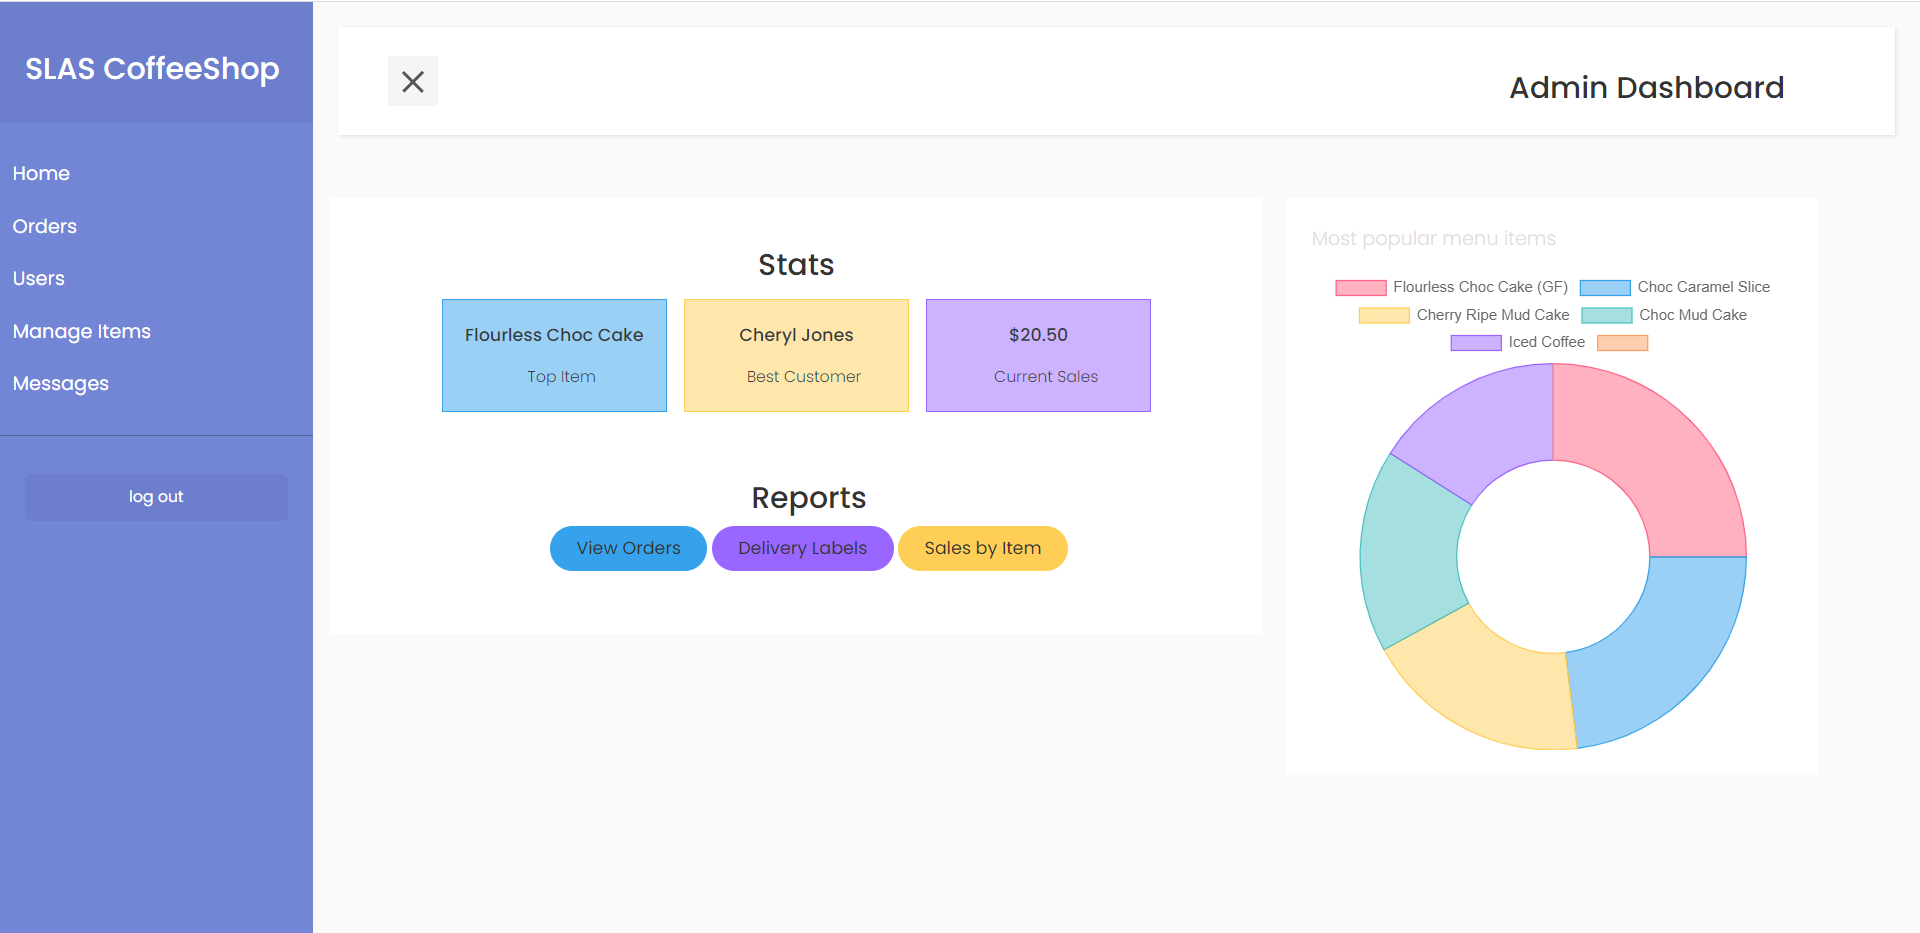 SLAS CoffeeShop
Home
Orders
Users
Manage Items
Messages
log out
Admin Dashboard
Stats
Flourless Choc Cake
Top Item
Cheryl Jones
Best Customer
$20.50
Current Sales
Reports
View Orders
Delivery Labels
Sales by Item
Most popular menu items
Flourless Choc Cake (GF) Choc Caramel Slice
Cherry Ripe Mud Cake Choc Mud Cake
Iced Coffee